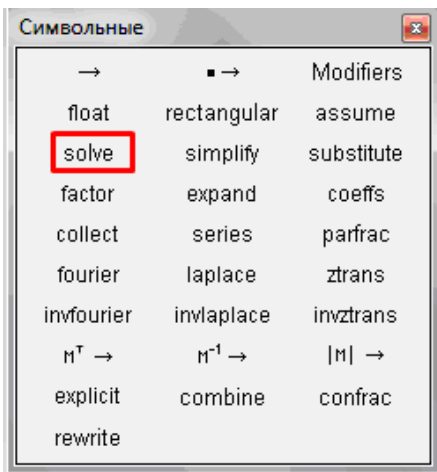 Символьные
→ ▪ → Modifiers
float rectangular assume
solve simplify substitute
factor expand coeffs
collect series parfrac
fourier laplace ztrans
invfourier invlaplace invztrans
Mᵀ → M⁻¹ → |M| →
explicit combine confrac
rewrite